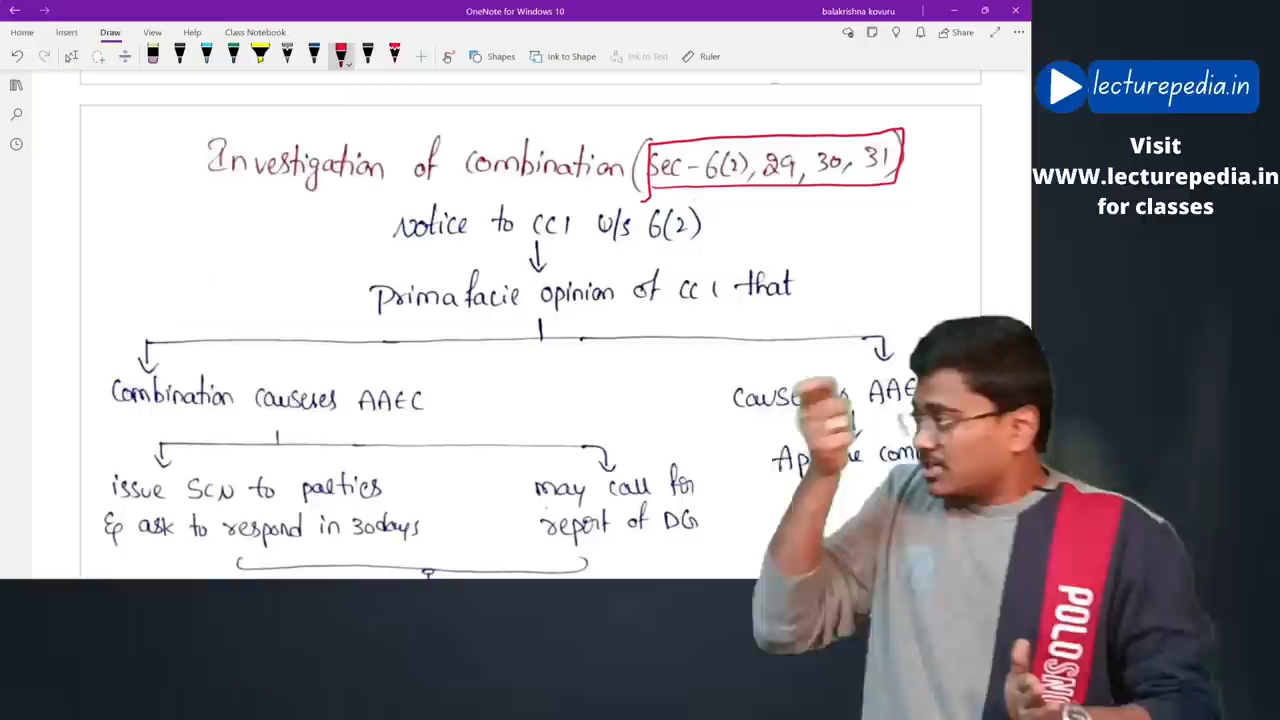 OneNote for Windows 10
balakrishna kovuru
Home Insert Draw View Help Class Notebook
Share
Shapes Ink to Shape Ink to Text Ruler
lecturepedia.in
Visit
WWW.lecturepedia.in
for classes
Investigation of combination (Sec - 6(2), 29, 30, 31)
Notice to CCI u/s 6(2)
Prima facie opinion of CCI that
Combination causeres AAEC
issue SCN to parties
& ask to respond in 30days
may call for
report of DG
POLO